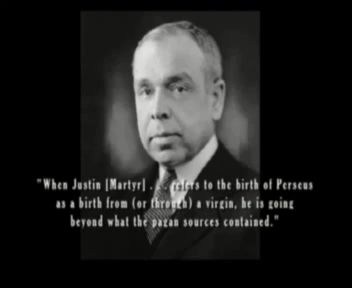 "When Justin [Martyr] . . . refers to the birth of Perseus
as a birth from (or through) a virgin, he is going
beyond what the pagan sources contained."